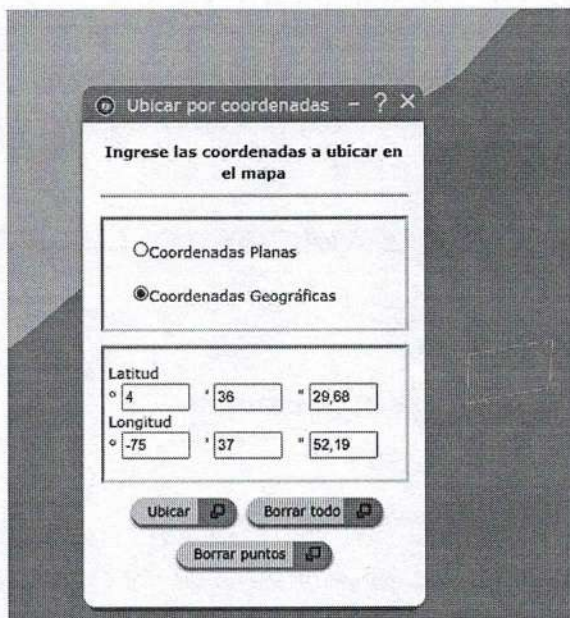 Ubicar por coordenadas – ? ×
Ingrese las coordenadas a ubicar en
el mapa
Coordenadas Planas
Coordenadas Geográficas
Latitud
° 4 ' 36 " 29,68
Longitud
° -75 ' 37 " 52,19
Ubicar
Borrar todo
Borrar puntos